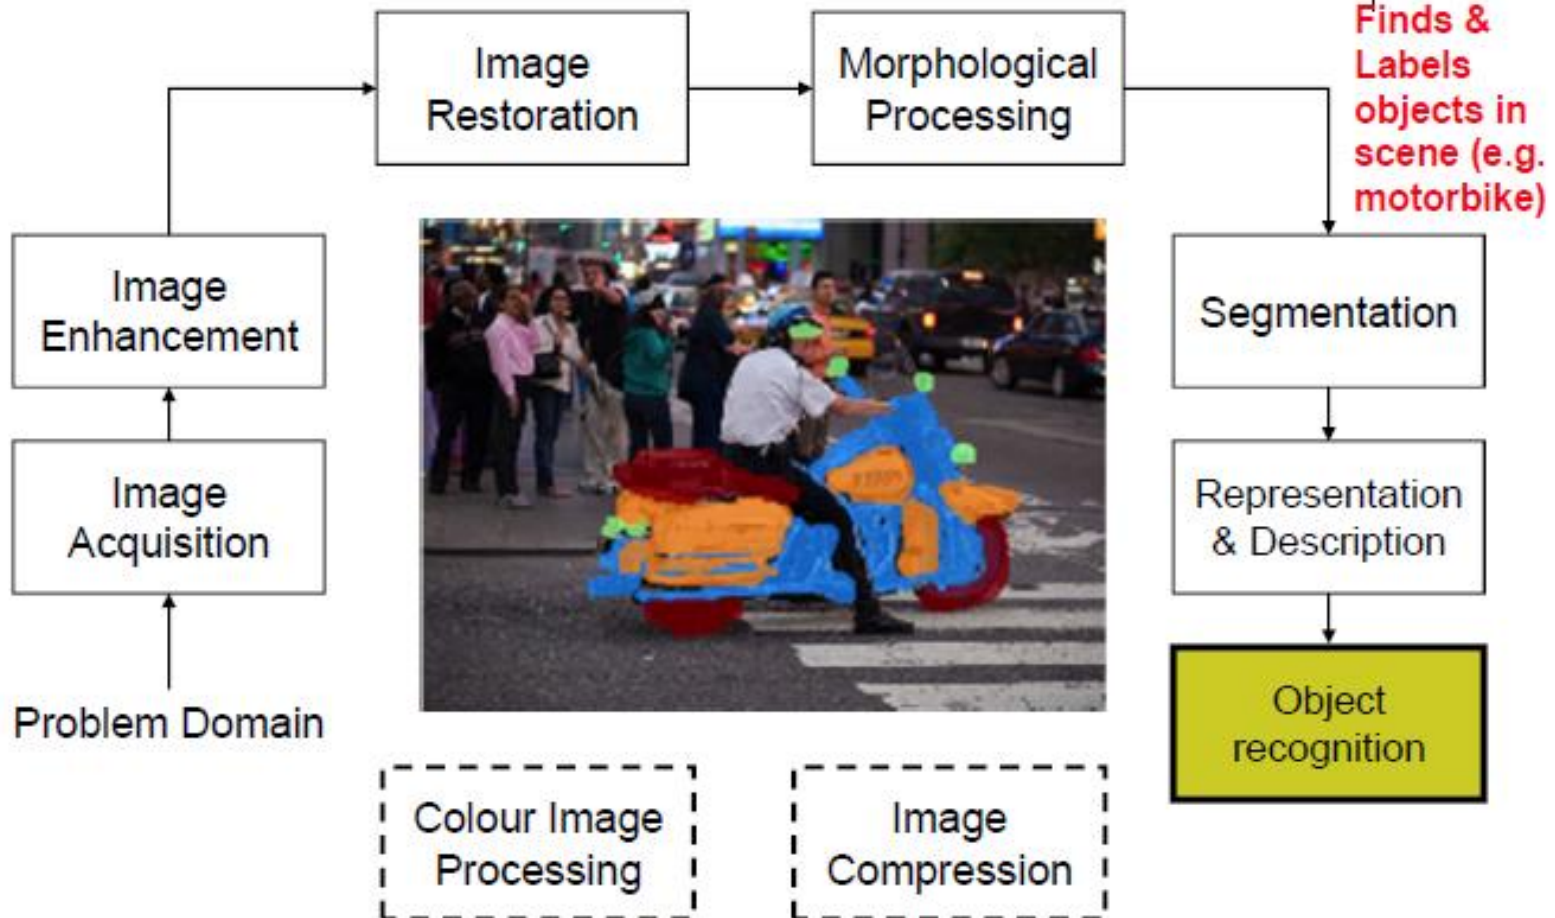 Finds &
Labels
objects in
scene (e.g.
motorbike)
Image
Restoration
Morphological
Processing
Image
Enhancement
Segmentation
Image
Acquisition
Representation
& Description
Problem Domain
Object
recognition
Colour Image
Processing
Image
Compression